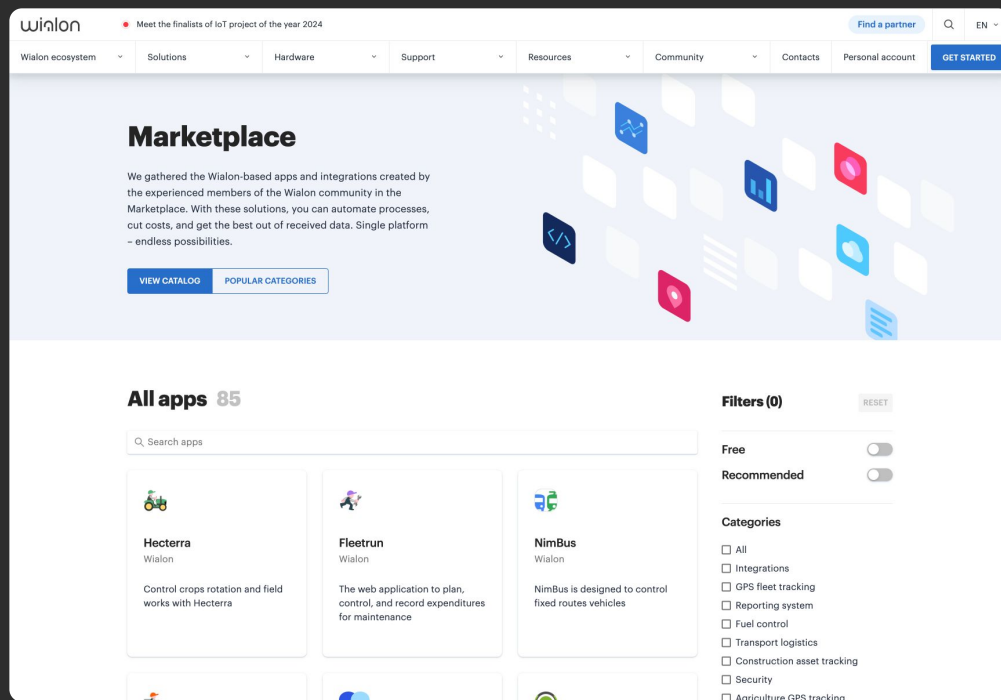 wialon
Meet the finalists of IoT project of the year 2024
Find a partner
EN
Wialon ecosystem
Solutions
Hardware
Support
Resources
Community
Contacts
Personal account
GET STARTED
Marketplace
We gathered the Wialon-based apps and integrations created by
the experienced members of the Wialon community in the
Marketplace. With these solutions, you can automate processes,
cut costs, and get the best out of received data. Single platform
– endless possibilities.
VIEW CATALOG
POPULAR CATEGORIES
</>
All apps 85
Search apps
Hecterra
Wialon
Control crops rotation and field
works with Hecterra
Fleetrun
Wialon
The web application to plan,
control, and record expenditures
for maintenance
NimBus
Wialon
NimBus is designed to control
fixed routes vehicles
Filters (0)
RESET
Free
Recommended
Categories
All
Integrations
GPS fleet tracking
Reporting system
Fuel control
Transport logistics
Construction asset tracking
Security
Agriculture GPS tracking